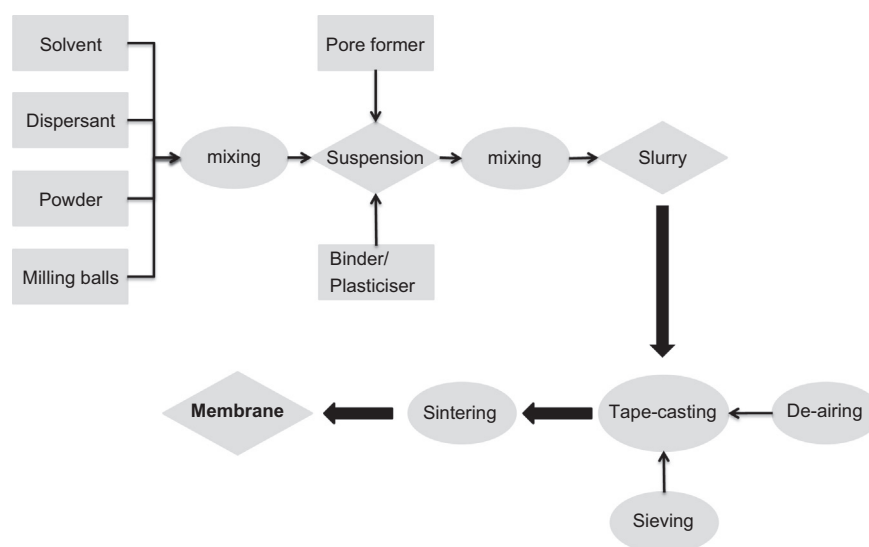 Solvent
Pore former
Dispersant
mixing
Suspension
mixing
Slurry
Powder
Binder/
Plasticiser
Milling balls
Membrane
Sintering
Tape-casting
De-airing
Sieving